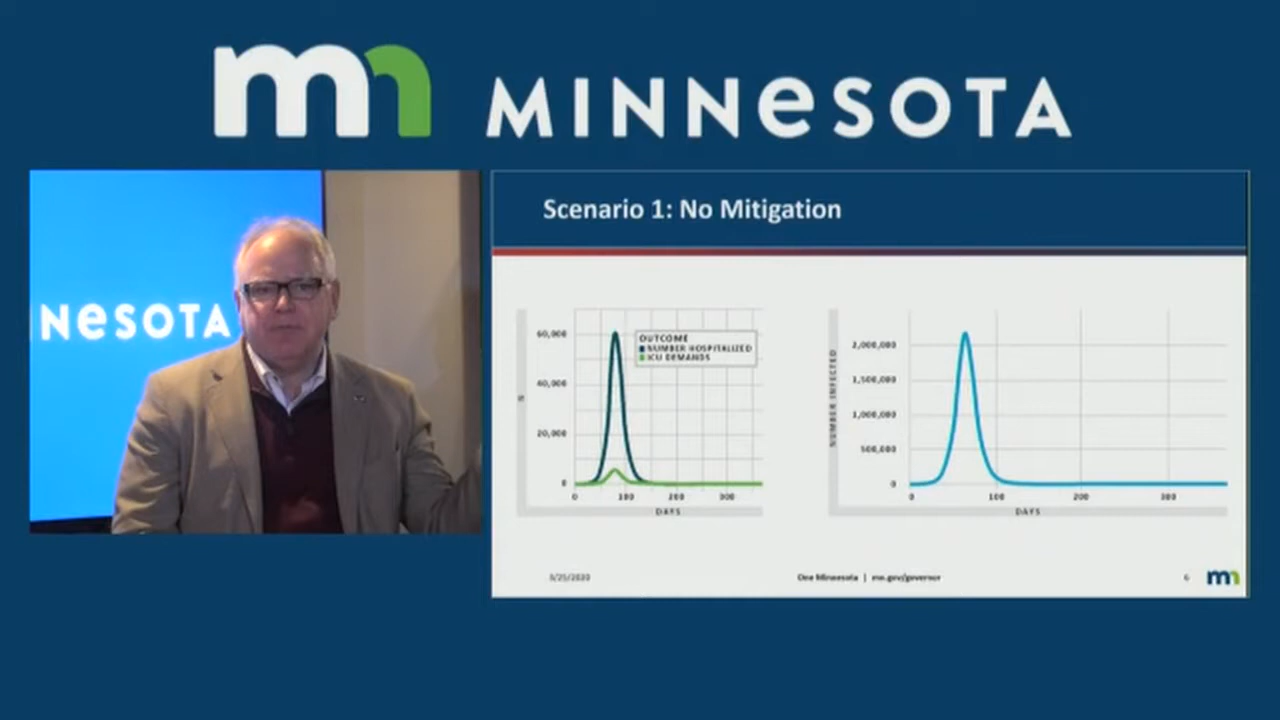 mn MINNESOTA
NNESOTA
Scenario 1: No Mitigation
60,000
40,000
20,000
0
N
OUTCOME
NUMBER HOSPITALIZED
ICU DEMANDS
0 100 200 300
DAYS
NUMBER INFECTED
2,000,000
1,500,000
1,000,000
500,000
0
0 100 200 300
DAYS
3/25/2020
One Minnesota | mn.gov/governor
6
mn